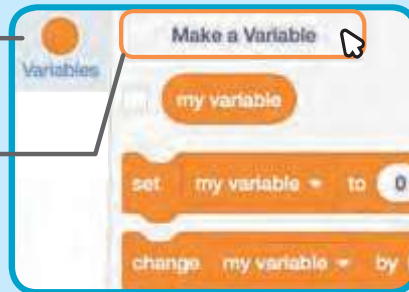 Make a Variable
Variables
my variable
set my variable to 0
change my variable by